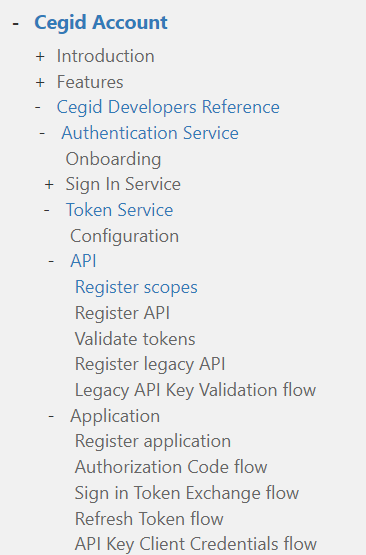 - Cegid Account
+ Introduction
+ Features
- Cegid Developers Reference
- Authentication Service
Onboarding
+ Sign In Service
- Token Service
Configuration
- API
Register scopes
Register API
Validate tokens
Register legacy API
Legacy API Key Validation flow
- Application
Register application
Authorization Code flow
Sign in Token Exchange flow
Refresh Token flow
API Key Client Credentials flow